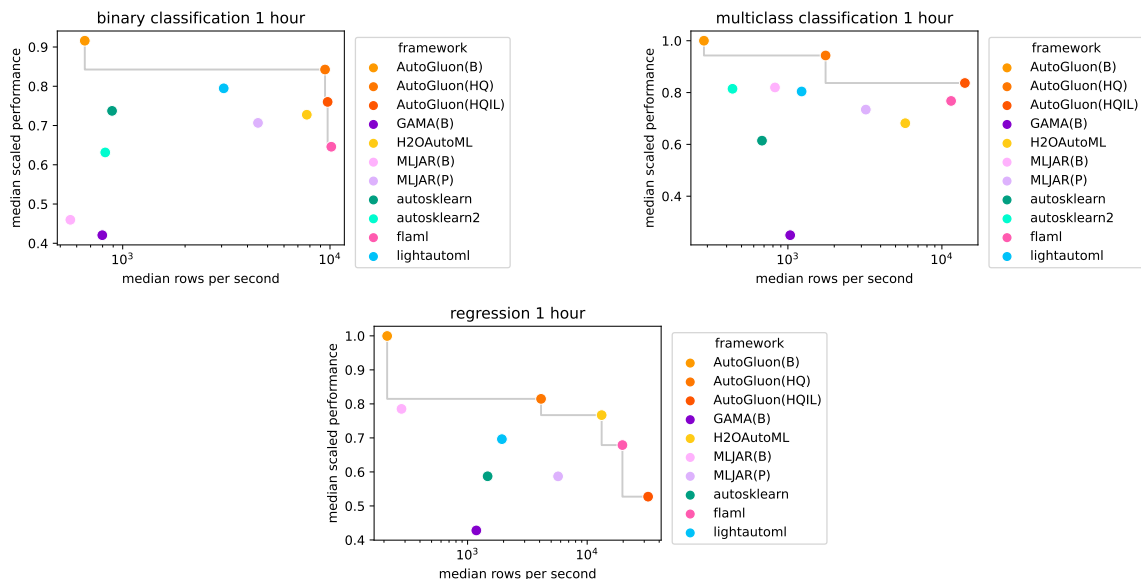 binary classification 1 hour
median scaled performance
0.9
0.8
0.7
0.6
0.5
0.4
10³
10⁴
median rows per second
framework
AutoGluon(B)
AutoGluon(HQ)
AutoGluon(HQIL)
GAMA(B)
H2OAutoML
MLJAR(B)
MLJAR(P)
autosklearn
autosklearn2
flaml
lightautoml
multiclass classification 1 hour
median scaled performance
1.0
0.8
0.6
0.4
10³
10⁴
median rows per second
framework
AutoGluon(B)
AutoGluon(HQ)
AutoGluon(HQIL)
GAMA(B)
H2OAutoML
MLJAR(B)
MLJAR(P)
autosklearn
autosklearn2
flaml
lightautoml
regression 1 hour
median scaled performance
1.0
0.9
0.8
0.7
0.6
0.5
0.4
10³
10⁴
median rows per second
framework
AutoGluon(B)
AutoGluon(HQ)
AutoGluon(HQIL)
GAMA(B)
H2OAutoML
MLJAR(B)
MLJAR(P)
autosklearn
flaml
lightautoml